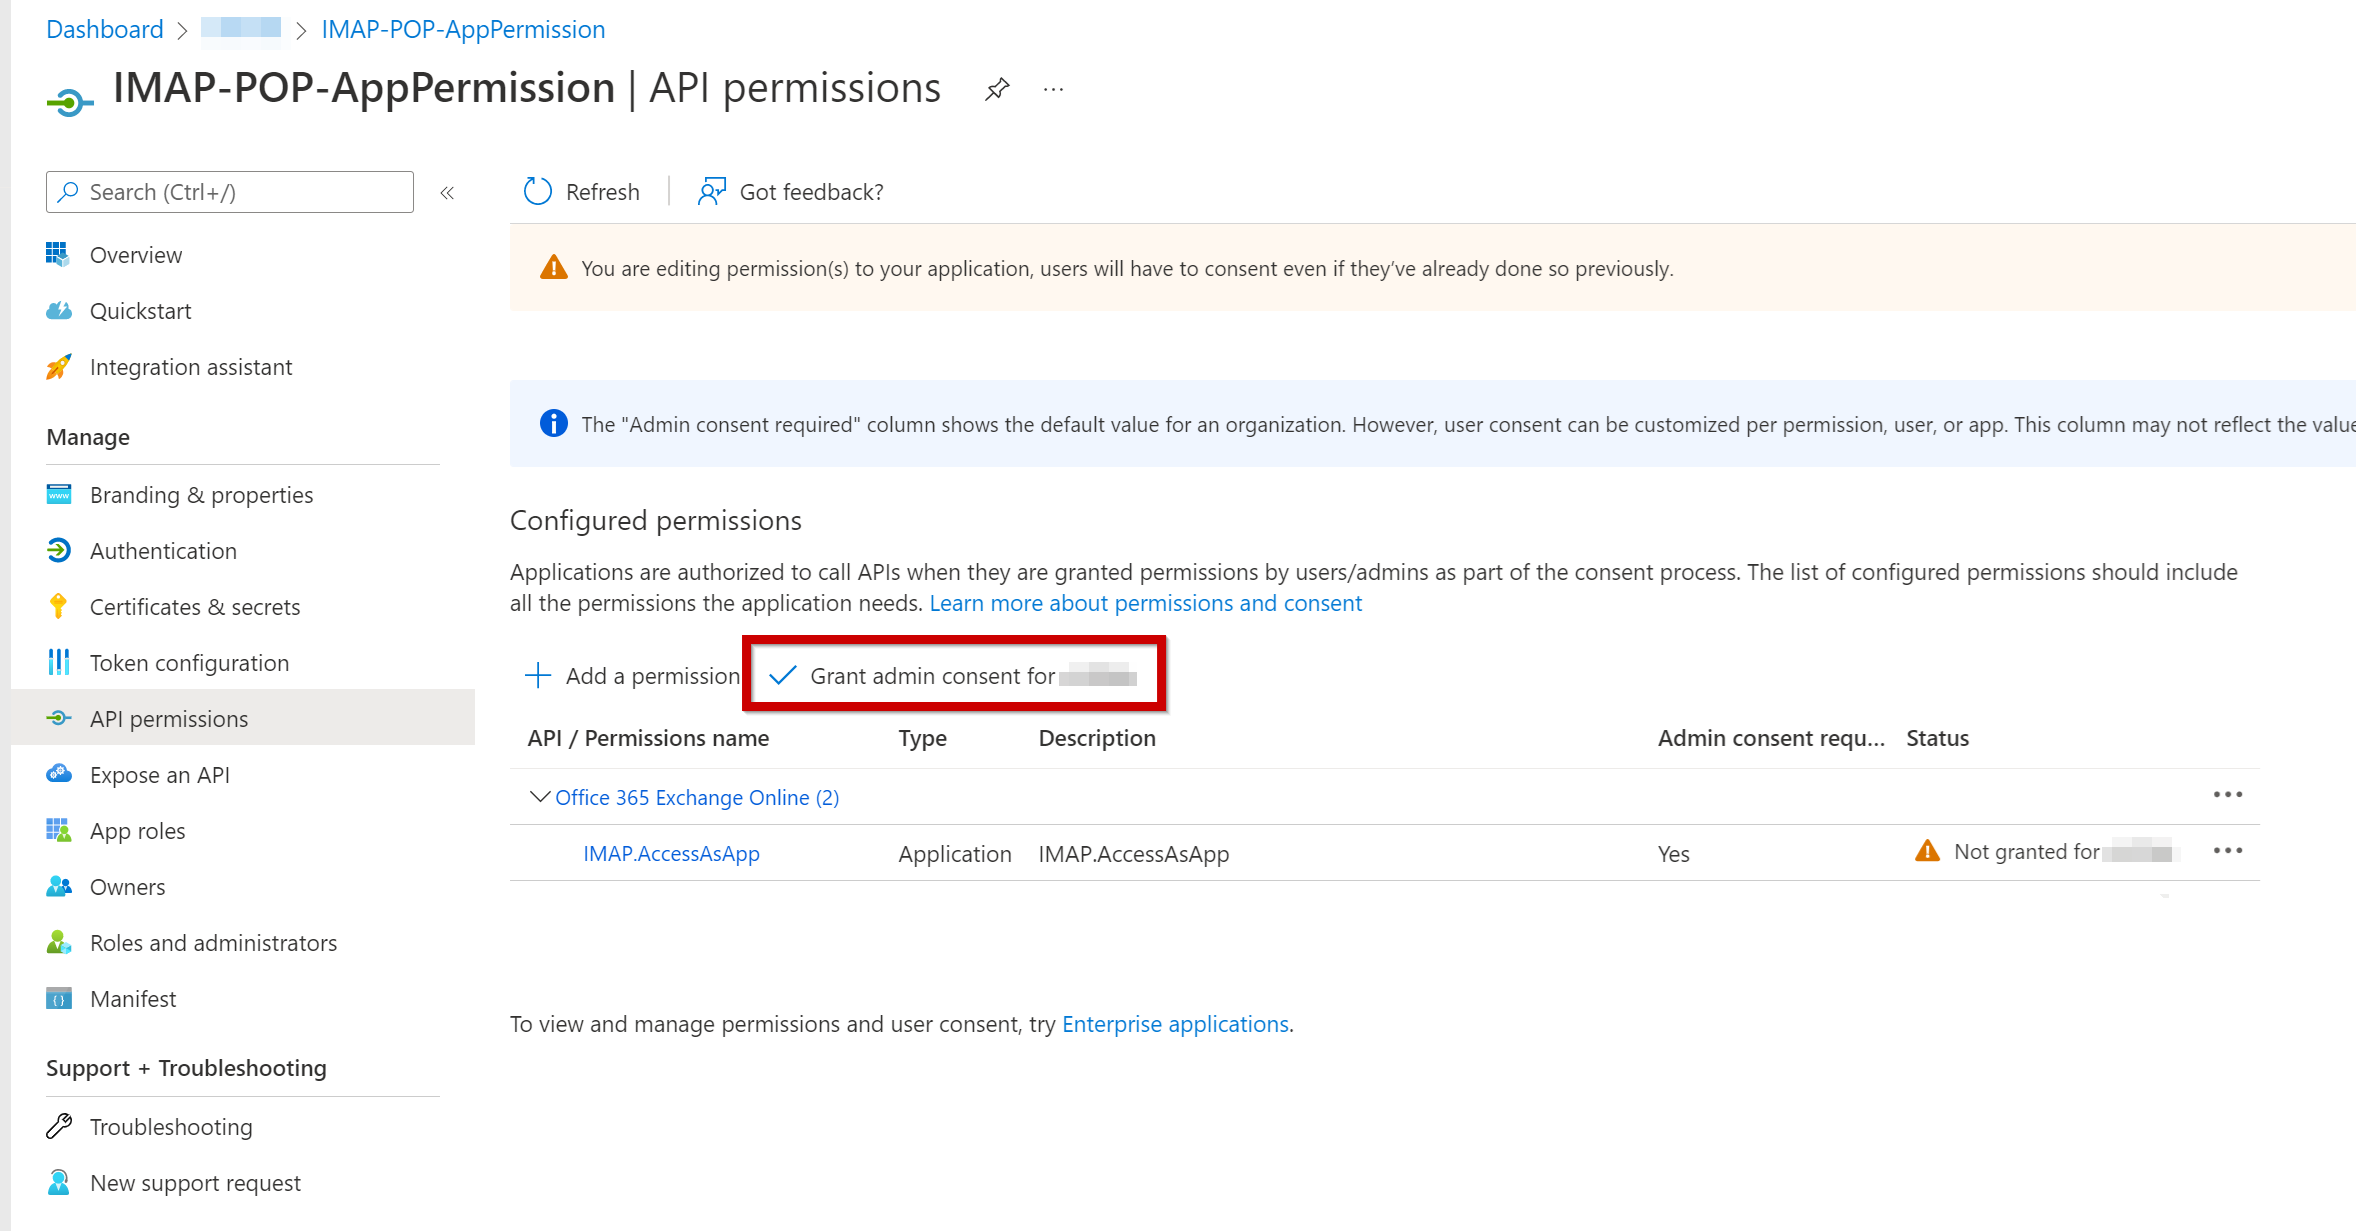 Dashboard > > IMAP-POP-AppPermission
IMAP-POP-AppPermission | API permissions ...
Search (Ctrl+/) «
Refresh | Got feedback?
Overview
You are editing permission(s) to your application, users will have to consent even if they’ve already done so previously.
Quickstart
Integration assistant
The "Admin consent required" column shows the default value for an organization. However, user consent can be customized per permission, user, or app. This column may not reflect the value
Manage
Branding & properties
www
Authentication
Certificates & secrets
Token configuration
API permissions
Expose an API
App roles
Owners
Roles and administrators
Manifest
Support + Troubleshooting
Troubleshooting
New support request
Configured permissions
Applications are authorized to call APIs when they are granted permissions by users/admins as part of the consent process. The list of configured permissions should include
all the permissions the application needs. Learn more about permissions and consent
Add a permission Grant admin consent for
API / Permissions name Type Description Admin consent requ... Status
Office 365 Exchange Online (2) ...
IMAP.AccessAsApp Application IMAP.AccessAsApp Yes Not granted for ...
To view and manage permissions and user consent, try Enterprise applications.